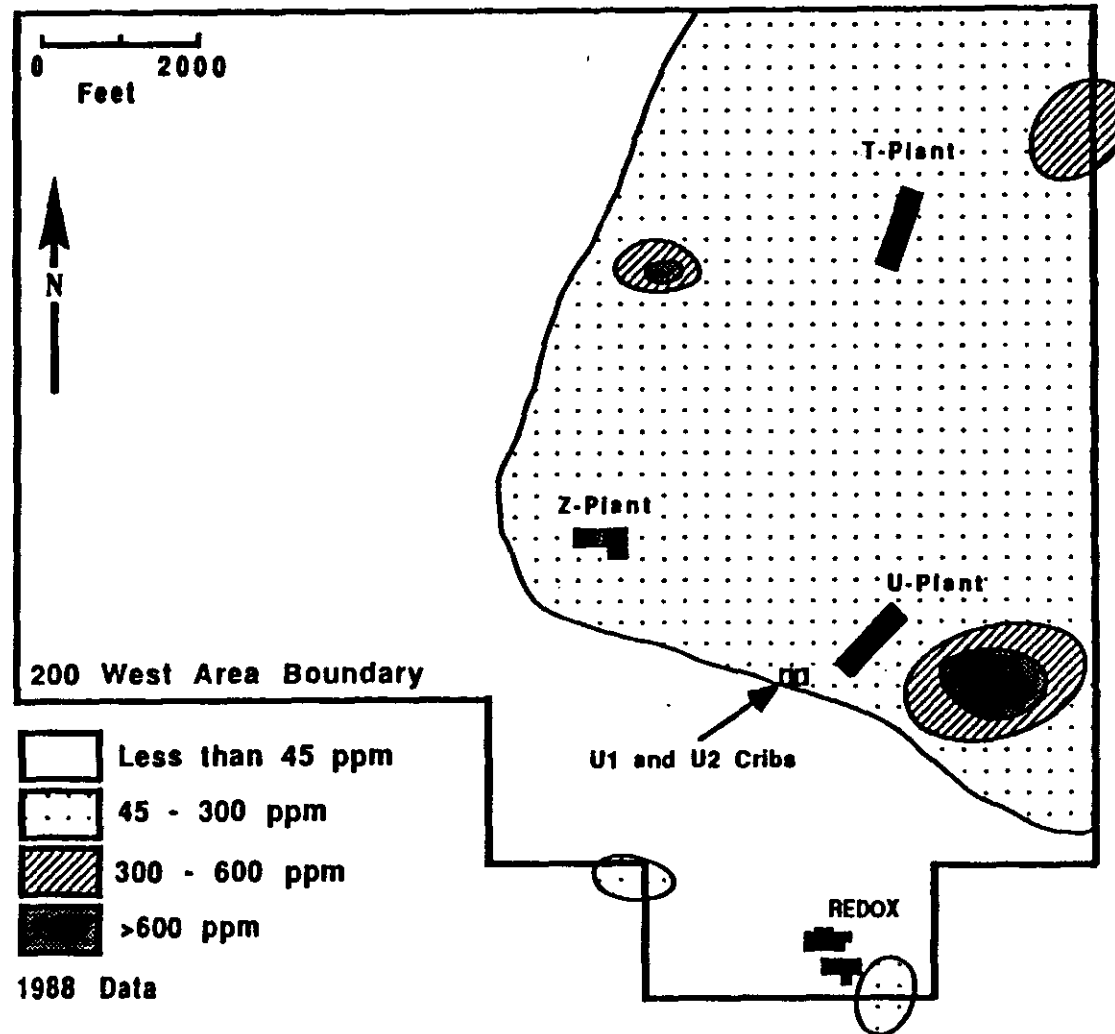 0 2000
Feet
N
T-Plant
Z-Plant
U-Plant
200 West Area Boundary
U1 and U2 Cribs
Less than 45 ppm
45 - 300 ppm
300 - 600 ppm
>600 ppm
REDOX
1988 Data